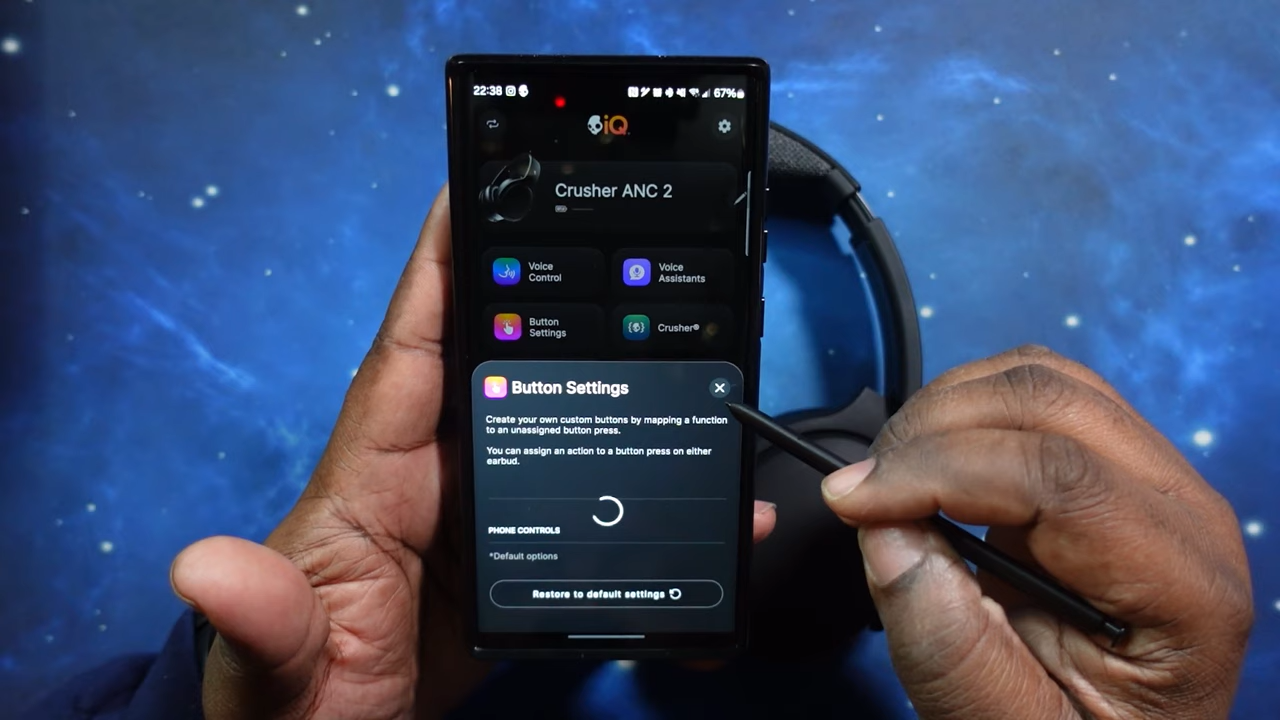 22:38
67%
iQ
Crusher ANC 2
Voice
Control
Voice
Assistants
Button
Settings
Crusher®
Button Settings
Create your own custom buttons by mapping a function
to an unassigned button press.
You can assign an action to a button press on either
earbud.
PHONE CONTROLS
*Default options
Restore to default settings